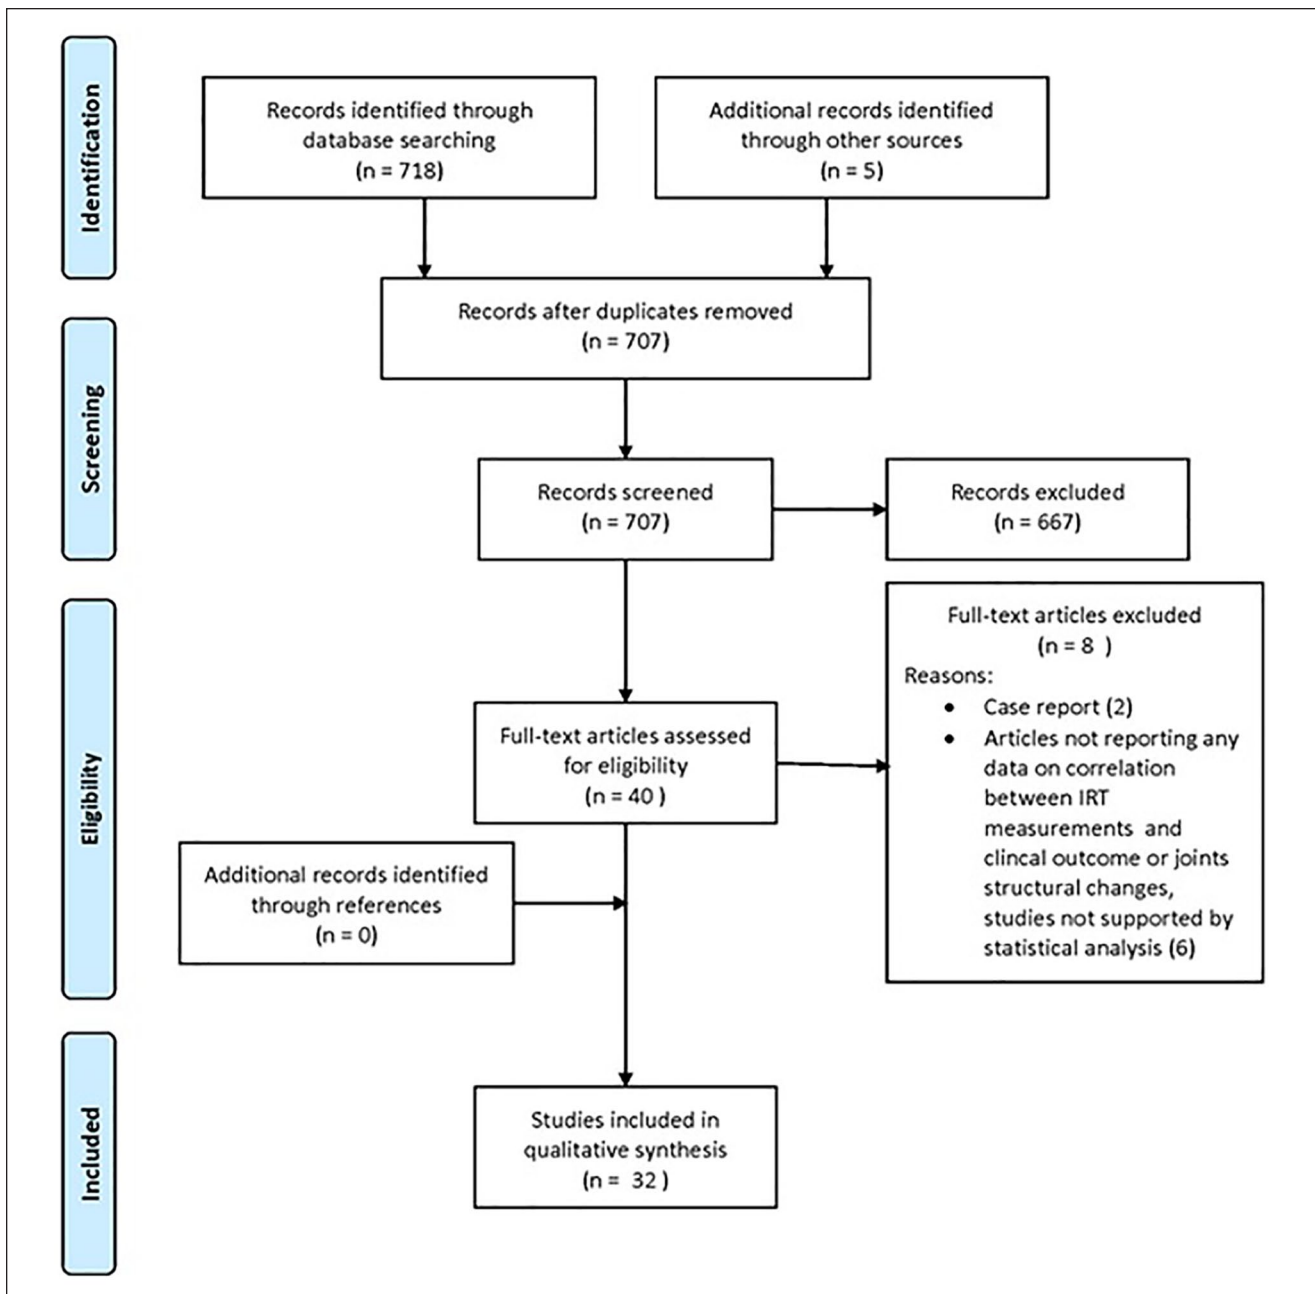 Identification
Records identified through
database searching
(n = 718)
Additional records identified
through other sources
(n = 5)
Records after duplicates removed
(n = 707)
Screening
Records screened
(n = 707)
Records excluded
(n = 667)
Eligibility
Full-text articles assessed
for eligibility
(n = 40 )
Full-text articles excluded
(n = 8 )
Reasons:
• Case report (2)
• Articles not reporting any
data on correlation
between IRT
measurements and
clincal outcome or joints
structural changes,
studies not supported by
statistical analysis (6)
Additional records identified
through references
(n = 0)
Included
Studies included in
qualitative synthesis
(n = 32 )